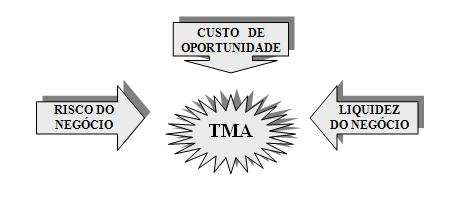 CUSTO DE
OPORTUNIDADE
RISCO DO
NEGÓCIO
TMA
LIQUIDEZ
DO NEGÓCIO